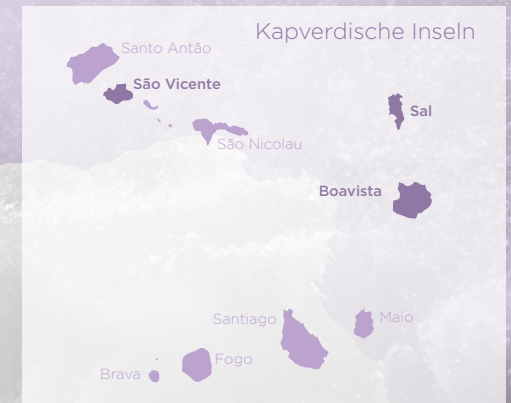 Kapverdische Inseln
Santo Antão
São Vicente
Sal
São Nicolau
Boavista
Santiago
Maio
Fogo
Brava